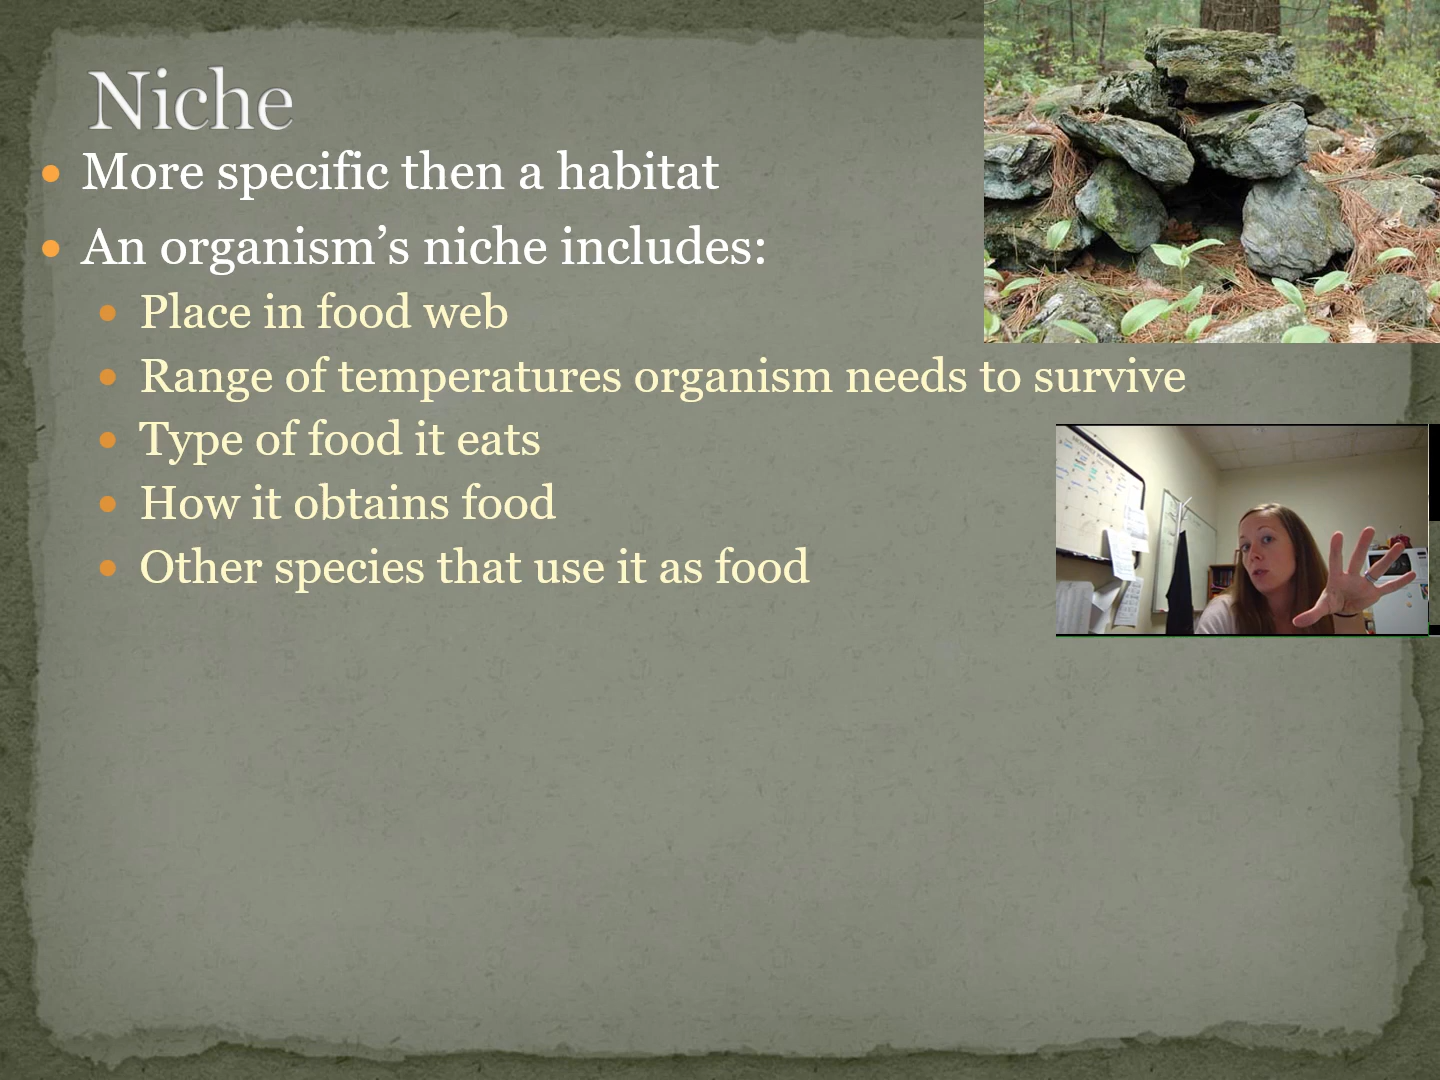 Niche
More specific then a habitat
An organism's niche includes:
Place in food web
Range of temperatures organism needs to survive
Type of food it eats
How it obtains food
Other species that use it as food